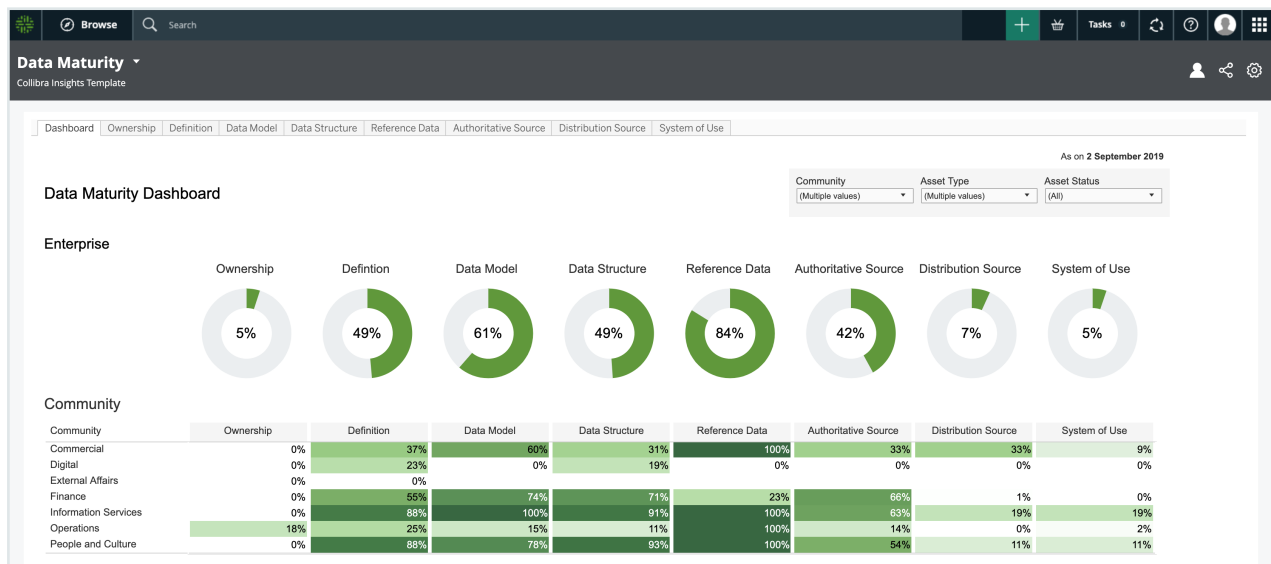 Browse Search Tasks 0
Data Maturity
Collibra Insights Template
Dashboard Ownership Definition Data Model Data Structure Reference Data Authoritative Source Distribution Source System of Use
As on 2 September 2019
Community Asset Type Asset Status
(Multiple values) (Multiple values) (All)
Data Maturity Dashboard
Enterprise
Ownership Defintion Data Model Data Structure Reference Data Authoritative Source Distribution Source System of Use
5% 49% 61% 49% 84% 42% 7% 5%
Community
Community Ownership Definition Data Model Data Structure Reference Data Authoritative Source Distribution Source System of Use
Commercial 0% 37% 60% 31% 100% 33% 33% 9%
Digital 0% 23% 0% 19% 0% 0% 0% 0%
External Affairs 0% 0%
Finance 0% 55% 74% 71% 23% 66% 1% 0%
Information Services 0% 88% 100% 91% 100% 63% 19% 19%
Operations 18% 25% 15% 11% 100% 14% 0% 2%
People and Culture 0% 88% 78% 93% 100% 54% 11% 11%